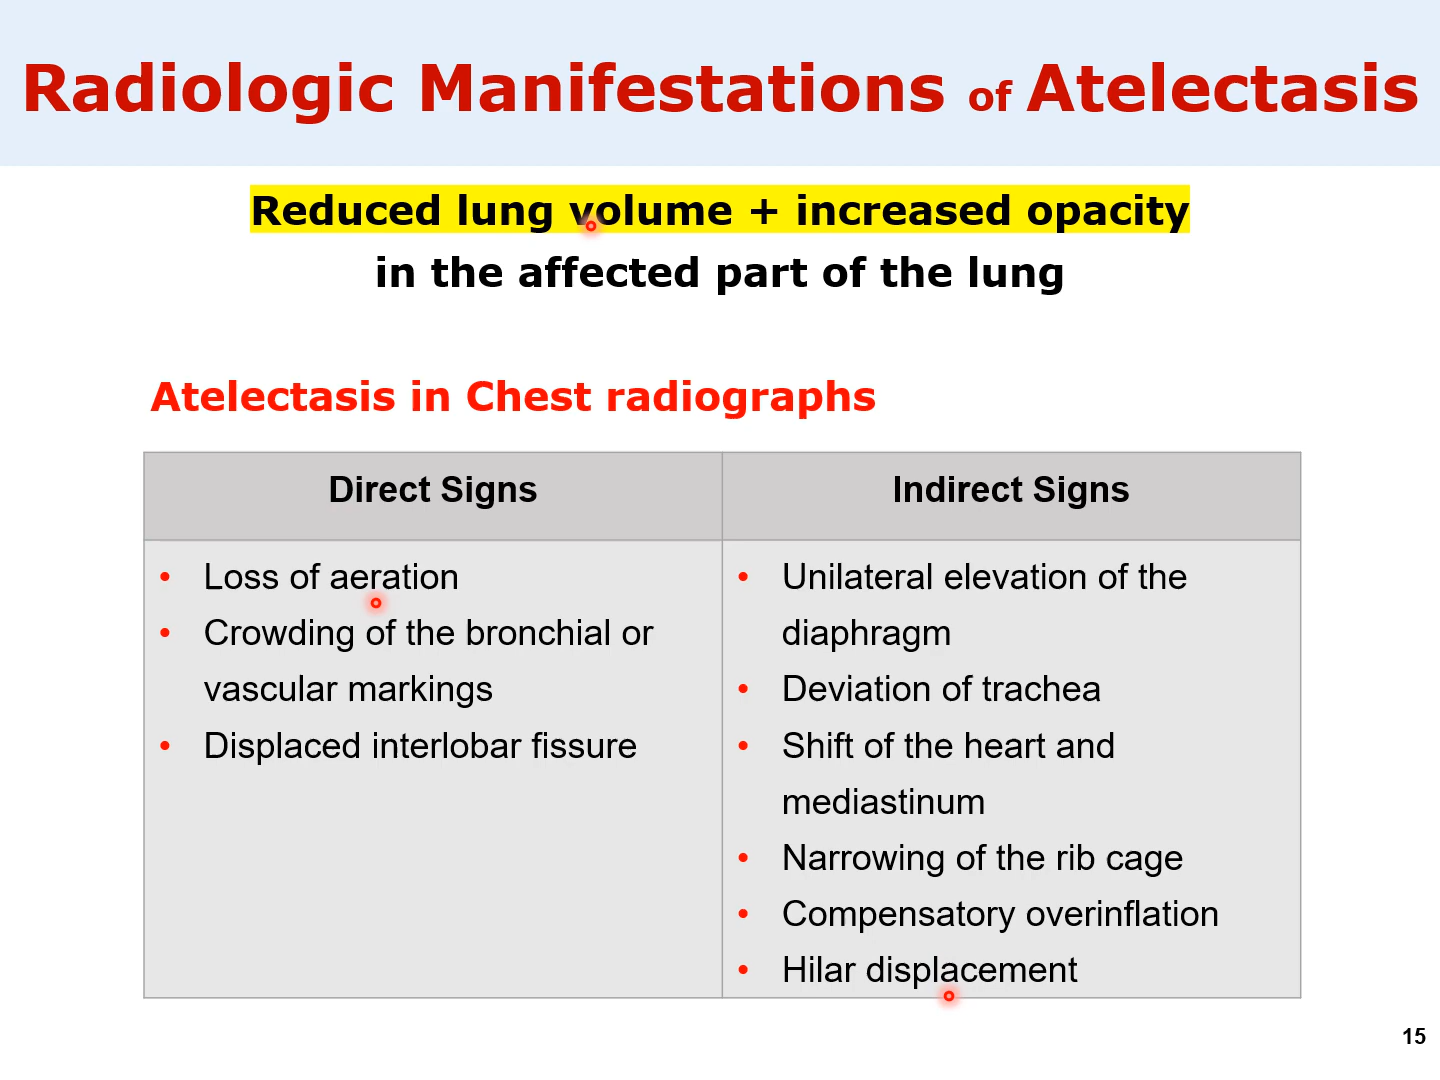 Radiologic Manifestations of Atelectasis
Reduced lung volume + increased opacity
in the affected part of the lung
Atelectasis in Chest radiographs
Direct Signs
• Loss of aeration
• Crowding of the bronchial or
vascular markings
• Displaced interlobar fissure
Indirect Signs
• Unilateral elevation of the
diaphragm
• Deviation of trachea
• Shift of the heart and
mediastinum
• Narrowing of the rib cage
• Compensatory overinflation
• Hilar displacement
15